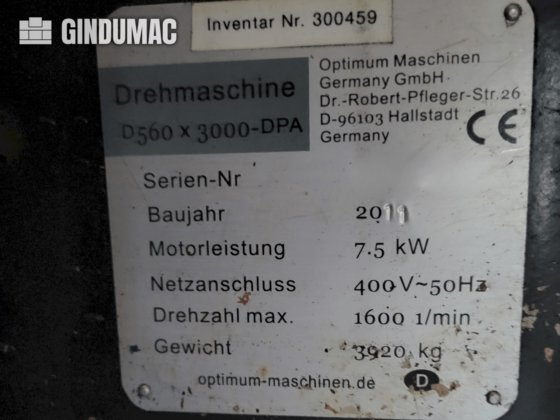 GINDUMAC
Inventar Nr. 300459
Drehmaschine
D560 x 3000-DPA
Optimum Maschinen
Germany GmbH
Dr.-Robert-Pfleger-Str.26
D-96103 Hallstadt
Germany
CE
Serien-Nr
Baujahr 2011
Motorleistung 7.5 kW
Netzanschluss 400V~50Hz
Drehzahl max. 1600 1/min
Gewicht 3920 kg
optimum-maschinen.de D